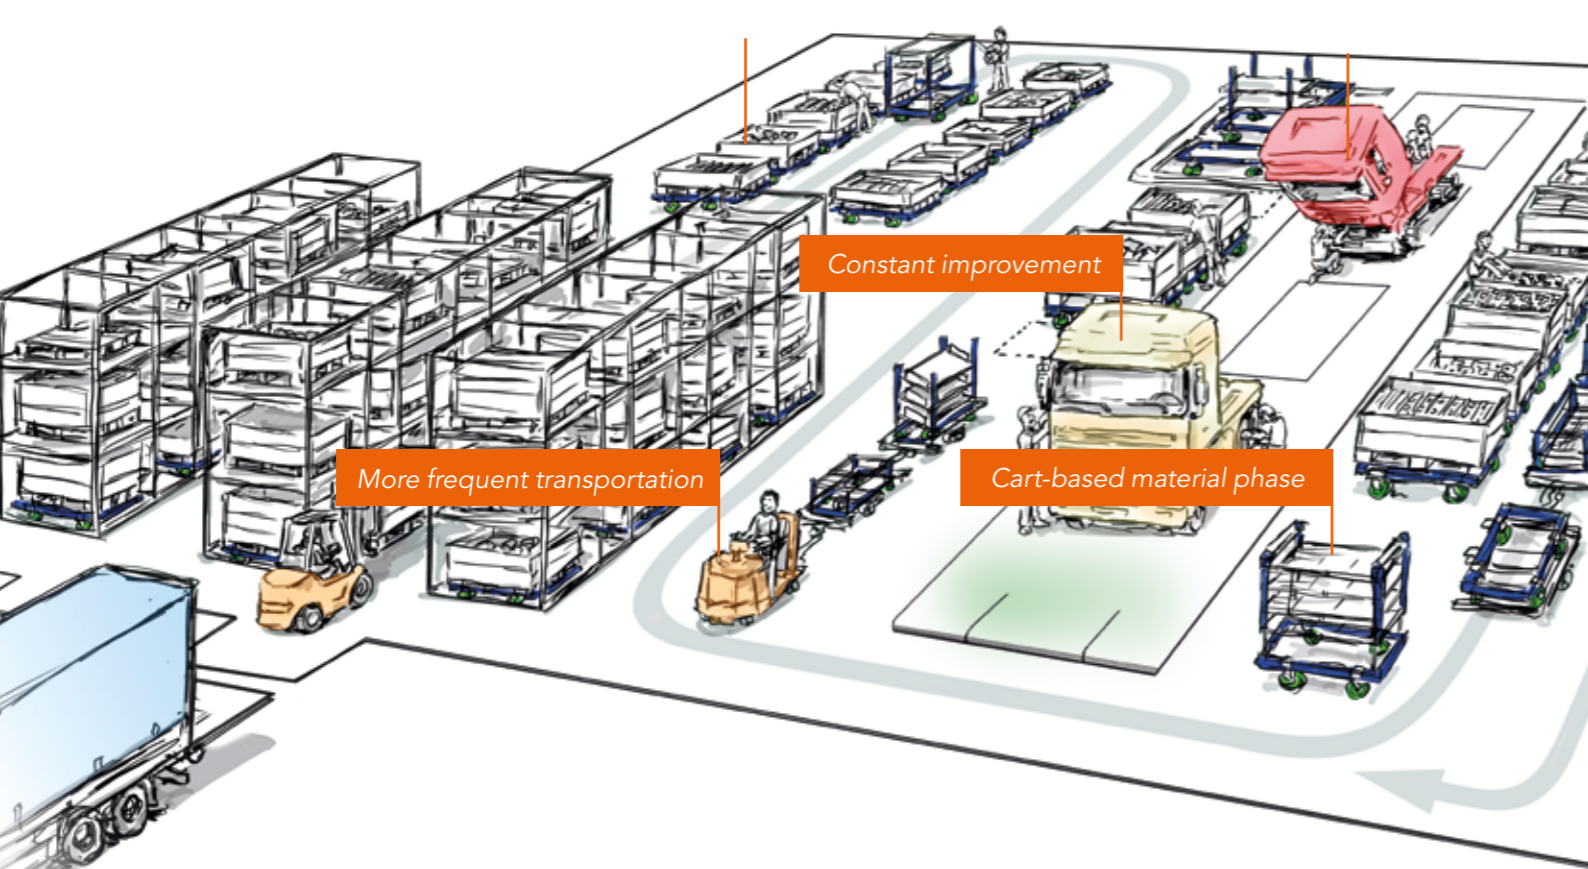 Constant improvement
More frequent transportation
Cart-based material phase